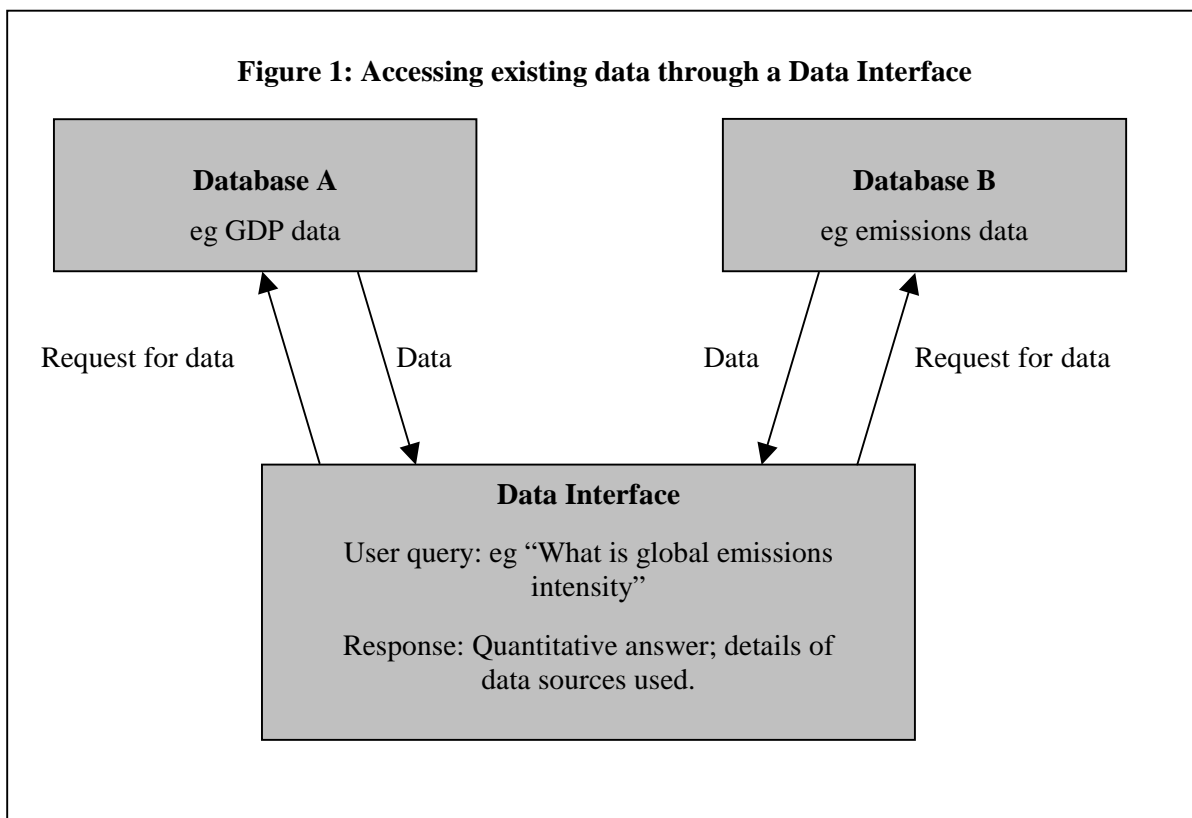 Figure 1: Accessing existing data through a Data Interface
Database A
eg GDP data
Database B
eg emissions data
Request for data
Data
Data
Request for data
Data Interface
User query: eg “What is global emissions
intensity”
Response: Quantitative answer; details of
data sources used.